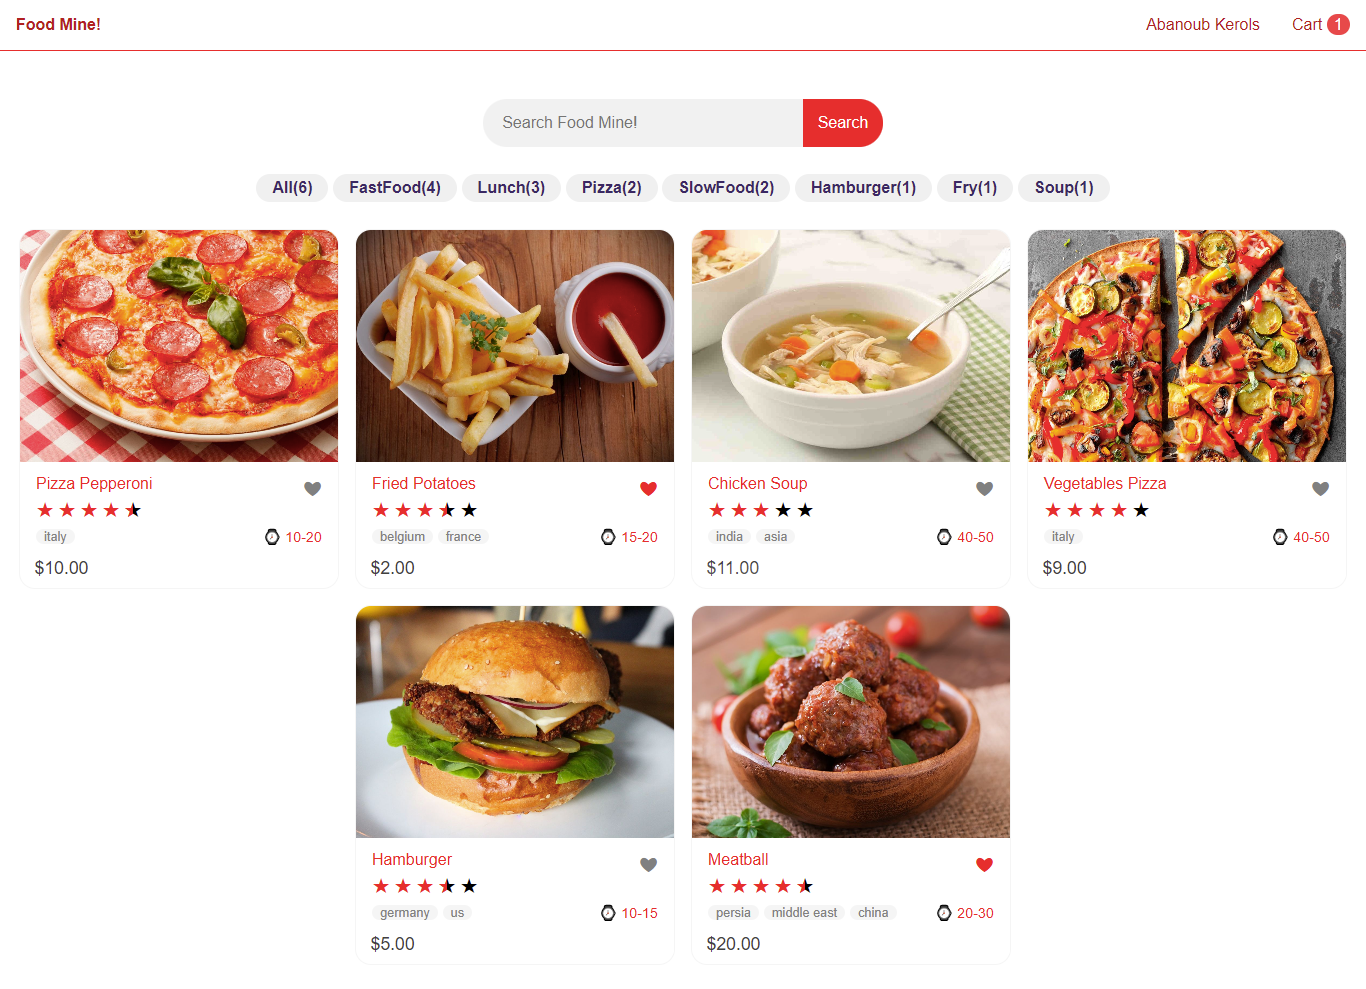 Food Mine!
Abanoub Kerols
Cart 1
Search Food Mine!
Search
All(6)
FastFood(4)
Lunch(3)
Pizza(2)
SlowFood(2)
Hamburger(1)
Fry(1)
Soup(1)
Pizza Pepperoni
italy
10-20
$10.00
Fried Potatoes
belgium france
15-20
$2.00
Chicken Soup
india asia
40-50
$11.00
Vegetables Pizza
italy
40-50
$9.00
Hamburger
germany us
10-15
$5.00
Meatball
persia middle east china
20-30
$20.00